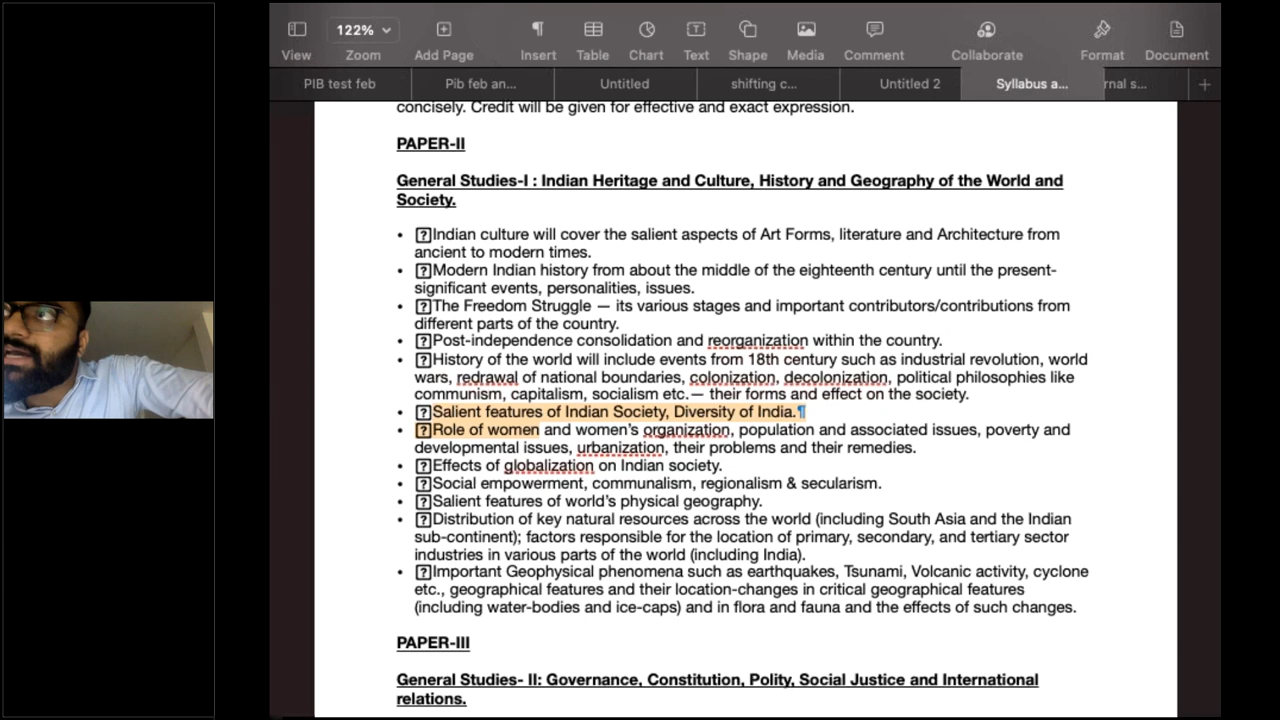 122%
View Zoom Add Page Insert Table Chart Text Shape Media Comment Collaborate Format Document
PIB test feb Pib feb an... Untitled shifting c... Untitled 2 Syllabus a... rnal s...
concisely. Credit will be given for effective and exact expression.
PAPER-II
General Studies-I : Indian Heritage and Culture, History and Geography of the World and
Society.
• Indian culture will cover the salient aspects of Art Forms, literature and Architecture from
ancient to modern times.
• Modern Indian history from about the middle of the eighteenth century until the present-
significant events, personalities, issues.
• The Freedom Struggle — its various stages and important contributors/contributions from
different parts of the country.
• Post-independence consolidation and reorganization within the country.
• History of the world will include events from 18th century such as industrial revolution, world
wars, redrawal of national boundaries, colonization, decolonization, political philosophies like
communism, capitalism, socialism etc.— their forms and effect on the society.
• Salient features of Indian Society, Diversity of India.¶
• Role of women and women's organization, population and associated issues, poverty and
developmental issues, urbanization, their problems and their remedies.
• Effects of globalization on Indian society.
• Social empowerment, communalism, regionalism & secularism.
• Salient features of world's physical geography.
• Distribution of key natural resources across the world (including South Asia and the Indian
sub-continent); factors responsible for the location of primary, secondary, and tertiary sector
industries in various parts of the world (including India).
• Important Geophysical phenomena such as earthquakes, Tsunami, Volcanic activity, cyclone
etc., geographical features and their location-changes in critical geographical features
(including water-bodies and ice-caps) and in flora and fauna and the effects of such changes.
PAPER-III
General Studies- II: Governance, Constitution, Polity, Social Justice and International
relations.